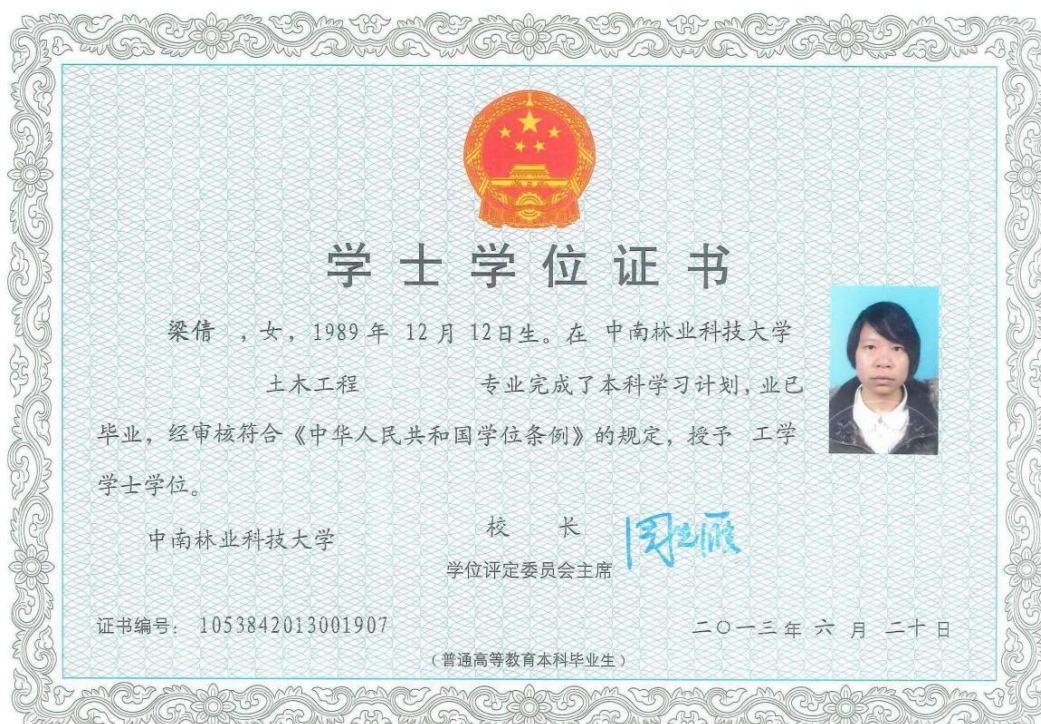 学士学位证书
梁倩 ,女,1989年 12月 12日生。在 中南林业科技大学
土木工程 专业完成了本科学习计划,业已
毕业,经审核符合《中华人民共和国学位条例》的规定,授予 工学
学士学位。
中南林业科技大学
校 长
学位评定委员会主席
证书编号: 1053842013001907
二〇一三年 六 月 二十 日
(普通高等教育本科毕业生)